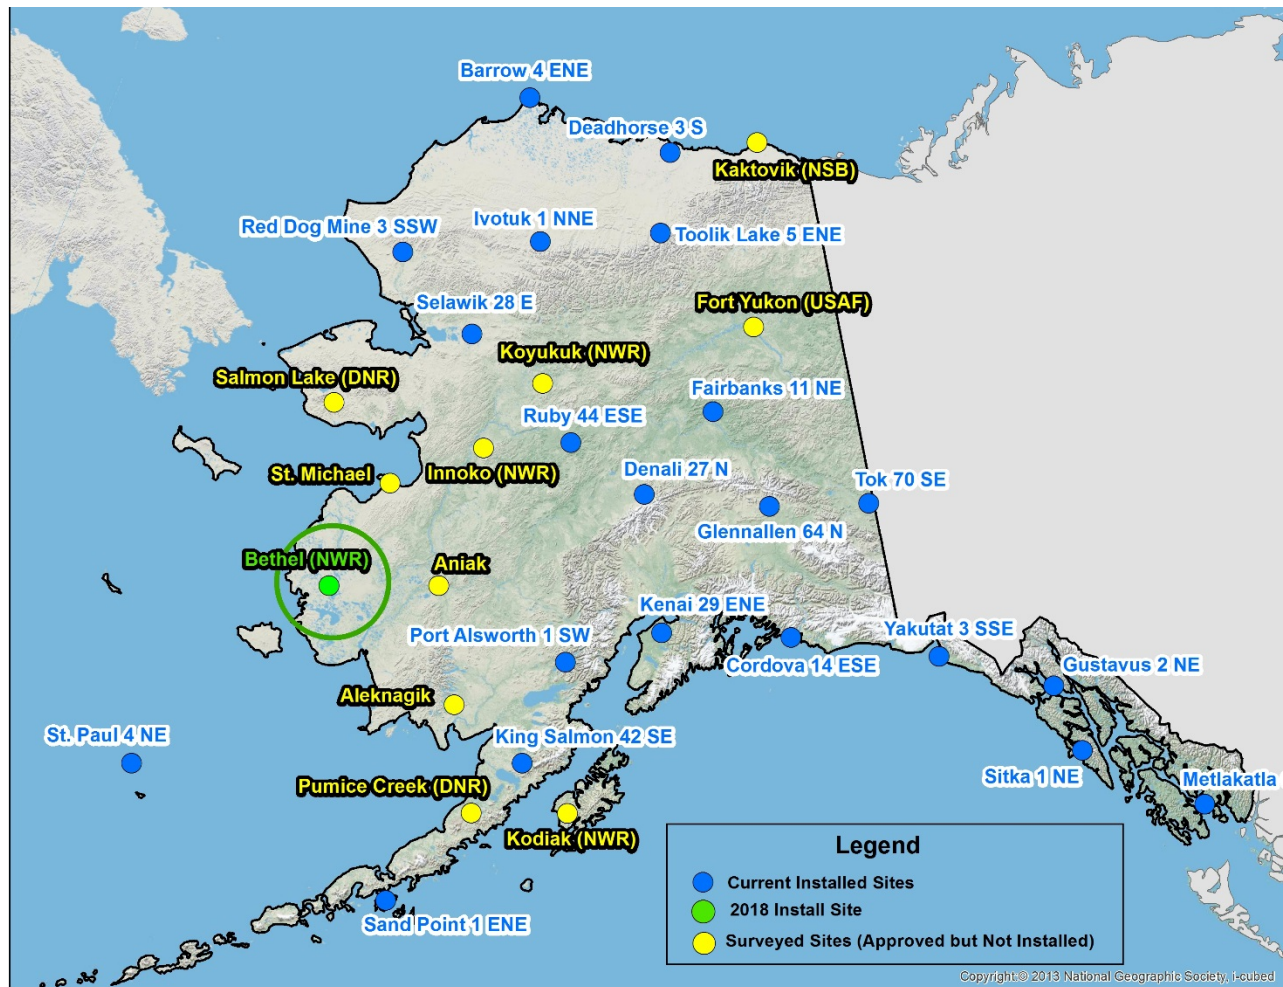 Barrow 4 ENE
Deadhorse 3 S
Kaktovik (NSB)
Red Dog Mine 3 SSW
Ivotuk 1 NNE
Toolik Lake 5 ENE
Selawik 28 E
Fort Yukon (USAF)
Koyukuk (NWR)
Salmon Lake (DNR)
Fairbanks 11 NE
Ruby 44 ESE
St. Michael
Innoko (NWR)
Denali 27 N
Tok 70 SE
Glennallen 64 N
Bethel (NWR)
Aniak
Kenai 29 ENE
Port Alsworth 1 SW
Cordova 14 ESE
Yakutat 3 SSE
Gustavus 2 NE
Aleknagik
St. Paul 4 NE
King Salmon 42 SE
Sitka 1 NE
Metlakatla
Pumice Creek (DNR)
Kodiak (NWR)
Sand Point 1 ENE
Legend
Current Installed Sites
2018 Install Site
Surveyed Sites (Approved but Not Installed)
Copyright:© 2013 National Geographic Society, i-cubed